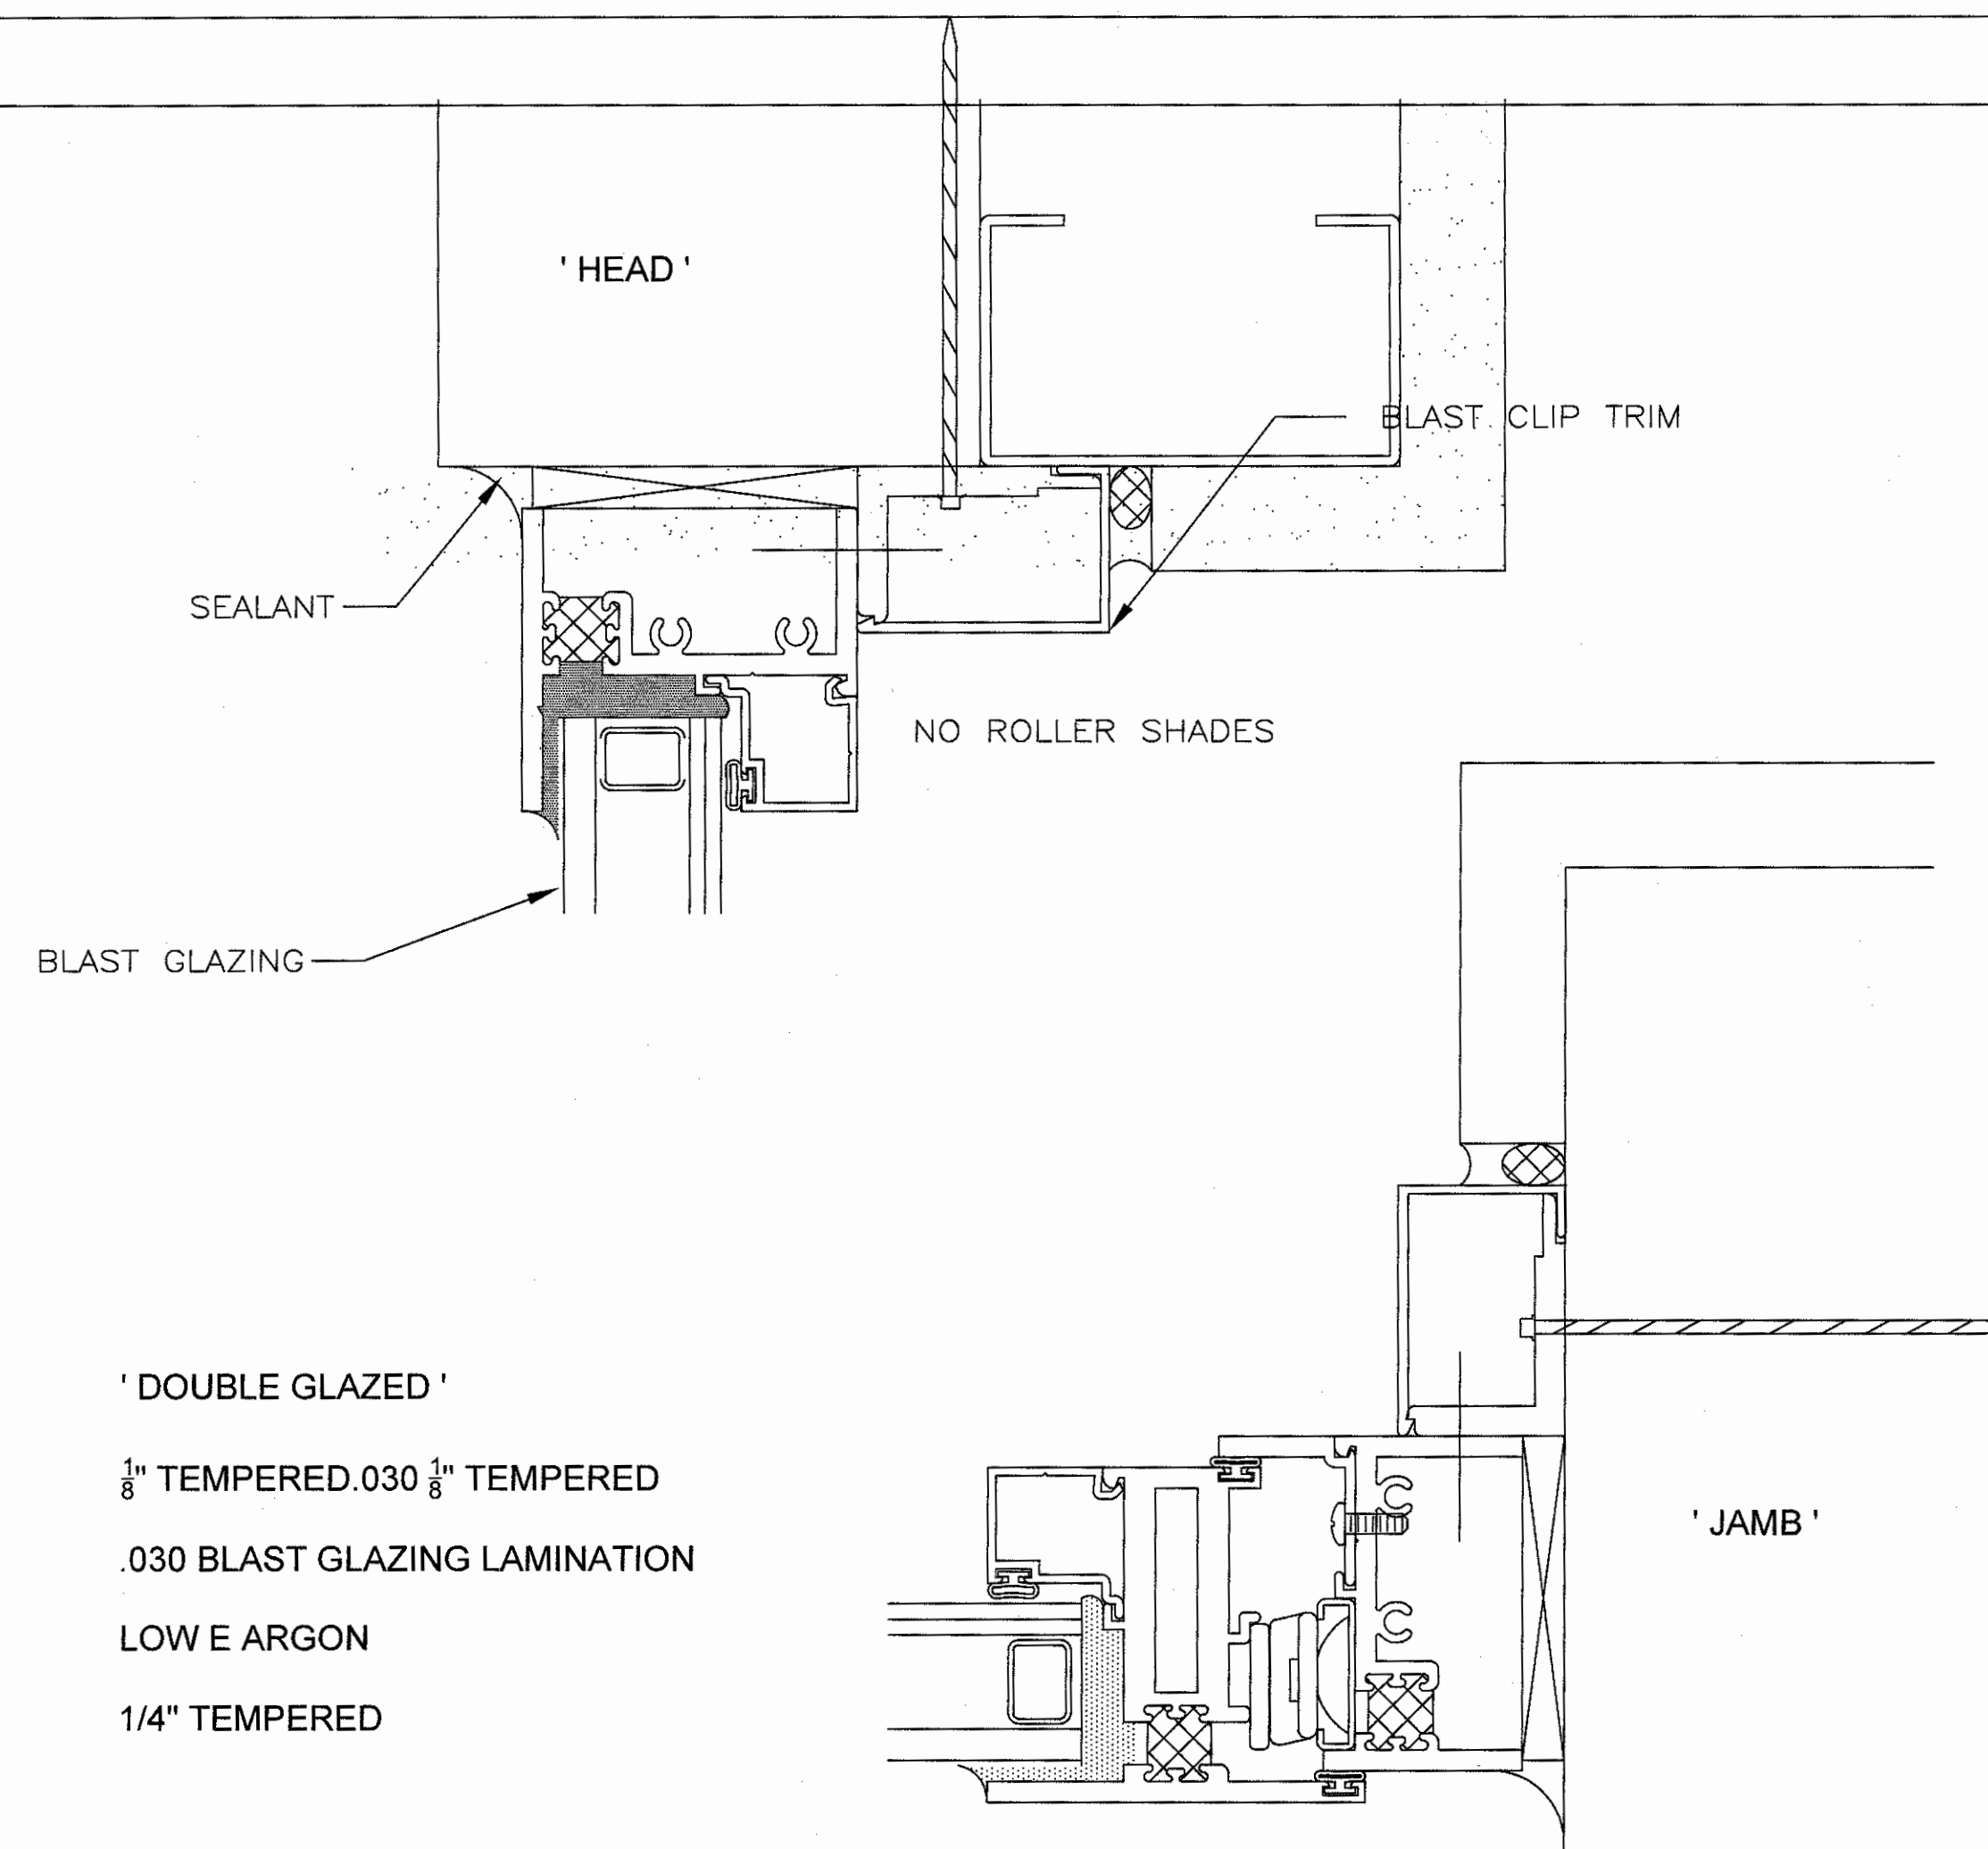 ' HEAD '
BLAST CLIP TRIM
SEALANT
NO ROLLER SHADES
BLAST GLAZING
' DOUBLE GLAZED '
1/8" TEMPERED.030 1/8" TEMPERED
.030 BLAST GLAZING LAMINATION
' JAMB '
LOW E ARGON
1/4" TEMPERED